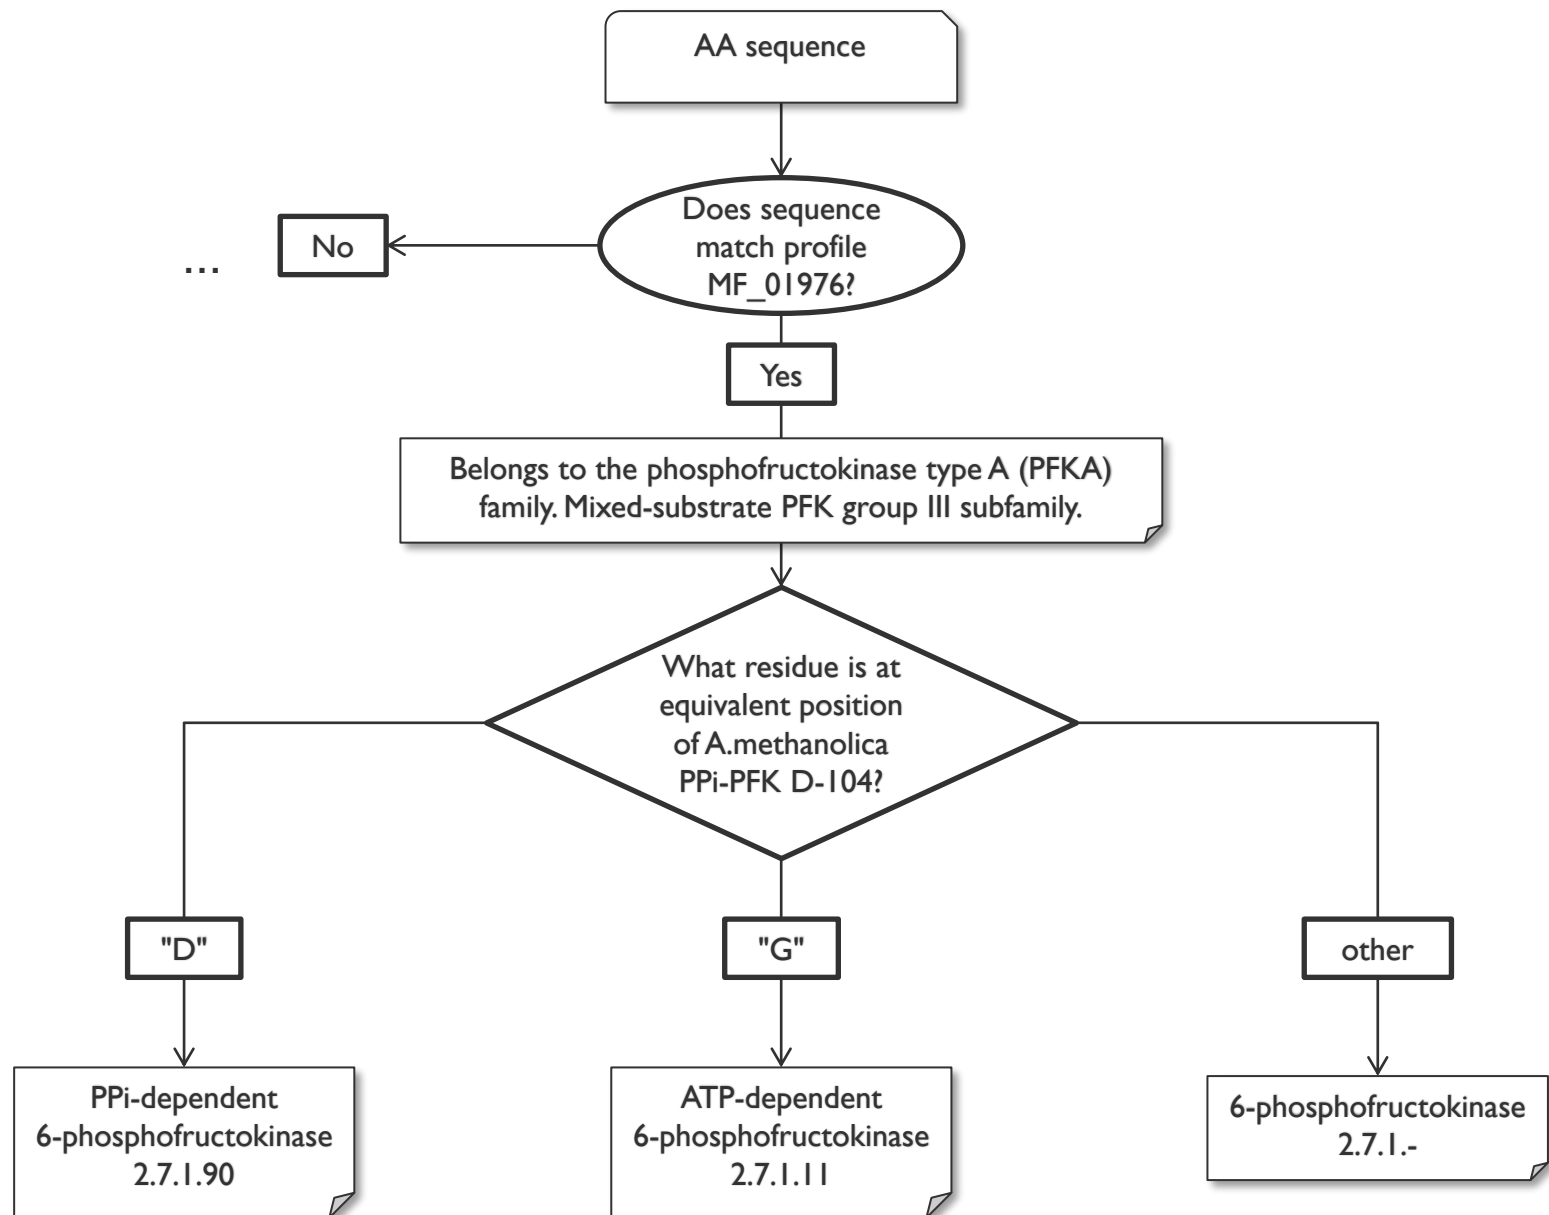 AA sequence
Does sequence
match profile
MF_01976?
No
...
Yes
Belongs to the phosphofructokinase type A (PFKA)
family. Mixed-substrate PFK group III subfamily.
What residue is at
equivalent position
of A.methanolica
PPi-PFK D-104?
"D"
"G"
other
PPi-dependent
6-phosphofructokinase
2.7.1.90
ATP-dependent
6-phosphofructokinase
2.7.1.11
6-phosphofructokinase
2.7.1.-